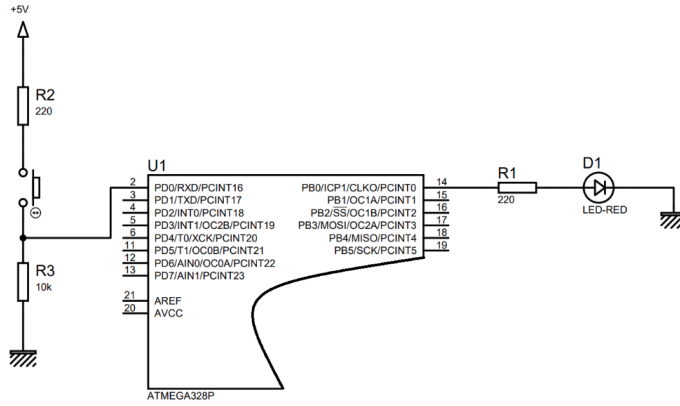 +5V
R2
220
R3
10k
U1
2 PD0/RXD/PCINT16
3 PD1/TXD/PCINT17
4 PD2/INT0/PCINT18
5 PD3/INT1/OC2B/PCINT19
6 PD4/T0/XCK/PCINT20
11 PD5/T1/OC0B/PCINT21
12 PD6/AIN0/OC0A/PCINT22
13 PD7/AIN1/PCINT23
21 AREF
20 AVCC
PB0/ICP1/CLKO/PCINT0 14
PB1/OC1A/PCINT1 15
PB2/SS/OC1B/PCINT2 16
PB3/MOSI/OC2A/PCINT3 17
PB4/MISO/PCINT4 18
PB5/SCK/PCINT5 19
ATMEGA328P
R1
220
D1
LED-RED